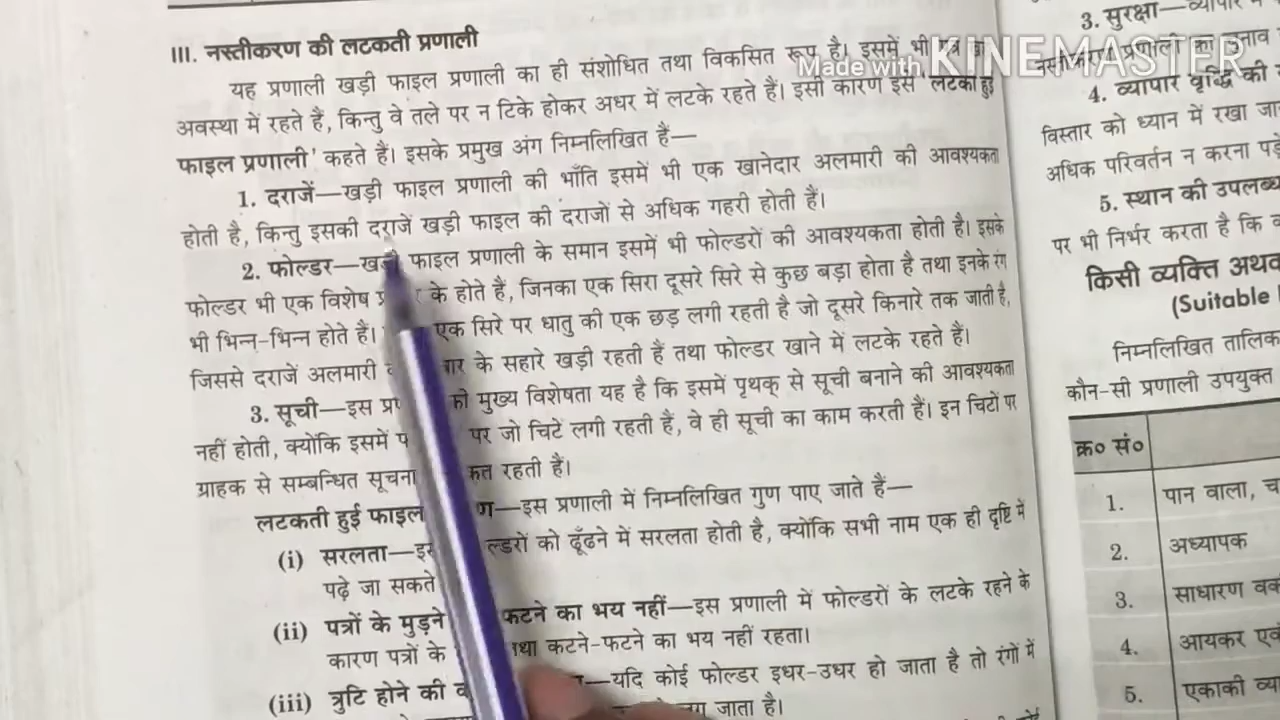 III. नस्तीकरण की लटकती प्रणाली
यह प्रणाली खड़ी फाइल प्रणाली का ही संशोधित तथा विकसित रूप है। इसमें भी
अवस्था में रहते हैं, किन्तु वे तले पर न टिके होकर अधर में लटके रहते हैं। इसी कारण इसे 'लटकी हुई
फाइल प्रणाली' कहते हैं। इसके प्रमुख अंग निम्नलिखित हैं—
1. दराजें—खड़ी फाइल प्रणाली की भाँति इसमें भी एक खानेदार अलमारी की आवश्यकता
होती है, किन्तु इसकी दराजें खड़ी फाइल की दराजों से अधिक गहरी होती हैं।
2. फोल्डर—खड़ी फाइल प्रणाली के समान इसमें भी फोल्डरों की आवश्यकता होती है। इसके
फोल्डर भी एक विशेष के होते हैं, जिनका एक सिरा दूसरे सिरे से कुछ बड़ा होता है तथा इनके रंग
भी भिन्न-भिन्न होते हैं। एक सिरे पर धातु की एक छड़ लगी रहती है जो दूसरे किनारे तक जाती है,
जिससे दराजें अलमारी के सहारे खड़ी रहती हैं तथा फोल्डर खाने में लटके रहते हैं।
3. सूची—इस की मुख्य विशेषता यह है कि इसमें पृथक् से सूची बनाने की आवश्यकता
नहीं होती, क्योंकि इसमें पर जो चिटें लगी रहती हैं, वे ही सूची का काम करती हैं। इन चिटों पर
ग्राहक से सम्बन्धित सूचना रहती हैं।
लटकती हुई फाइल —इस प्रणाली में निम्नलिखित गुण पाए जाते हैं—
(i) सरलता— को ढूँढने में सरलता होती है, क्योंकि सभी नाम एक ही दृष्टि में
पढ़े जा सकते
(ii) पत्रों के मुड़ने फटने का भय नहीं—इस प्रणाली में फोल्डरों के लटके रहने के
कारण पत्रों के तथा कटने-फटने का भय नहीं रहता।
(iii) त्रुटि होने की —यदि कोई फोल्डर इधर-उधर हो जाता है तो रंगों में
जाता है।
3. सुरक्षा—व्यापार
नस्तीकरण प्रणाली का चुनाव
4. व्यापार वृद्धि की
विस्तार को ध्यान में रखा जा
अधिक परिवर्तन न करना पड़े
5. स्थान की उपलब्ध
पर भी निर्भर करता है कि
किसी व्यक्ति अथव
(Suitable
निम्नलिखित तालिक
कौन-सी प्रणाली उपयुक्त
क्र० सं०
1. पान वाला,
2. अध्यापक
3. साधारण
4. आयकर
5. एकाकी
Made with KINEMASTER